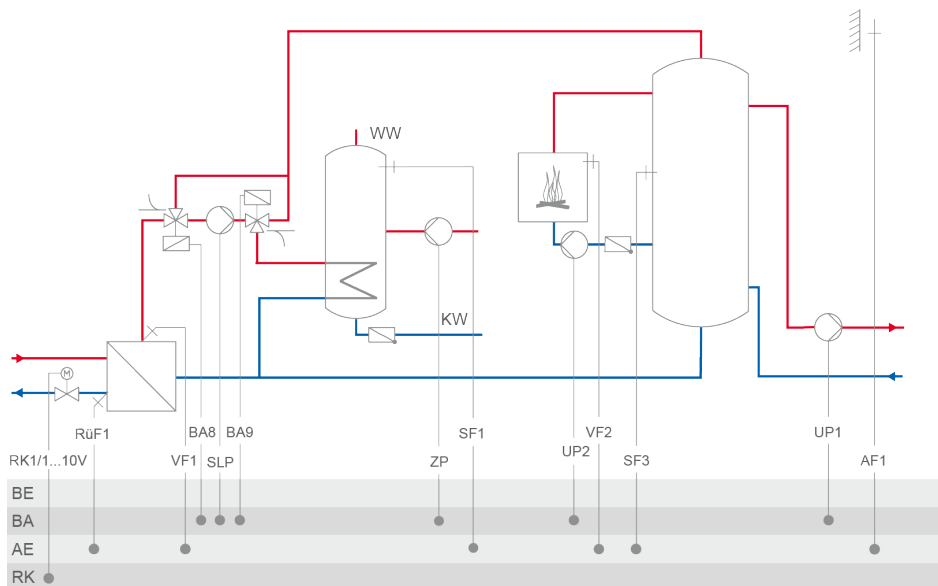 WW
KW
M
RüF1 BA8 BA9 SF1 VF2 UP1
RK1/1...10V VF1 SLP ZP UP2 SF3 AF1
BE
BA
AE
RK